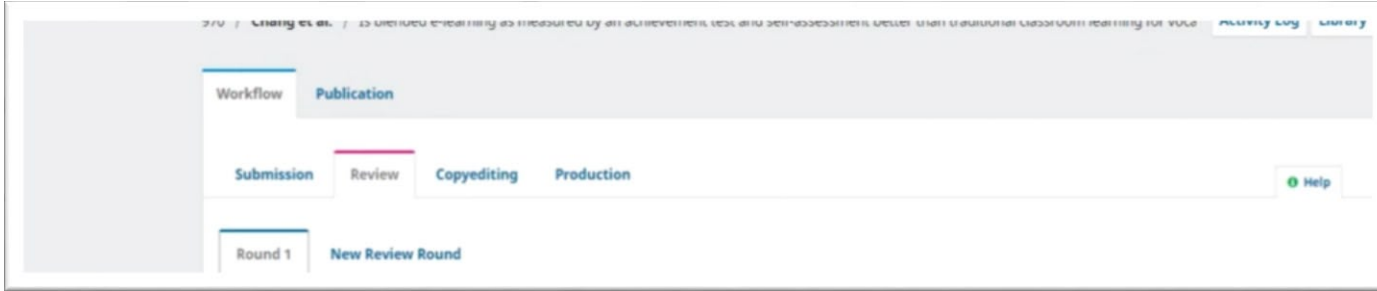 970 / Chang et al. / Is blended e-learning as measured by an achievement test and self-assessment better than traditional classroom learning for voca Activity Log Library
Workflow Publication
Submission Review Copyediting Production
Help
Round 1 New Review Round